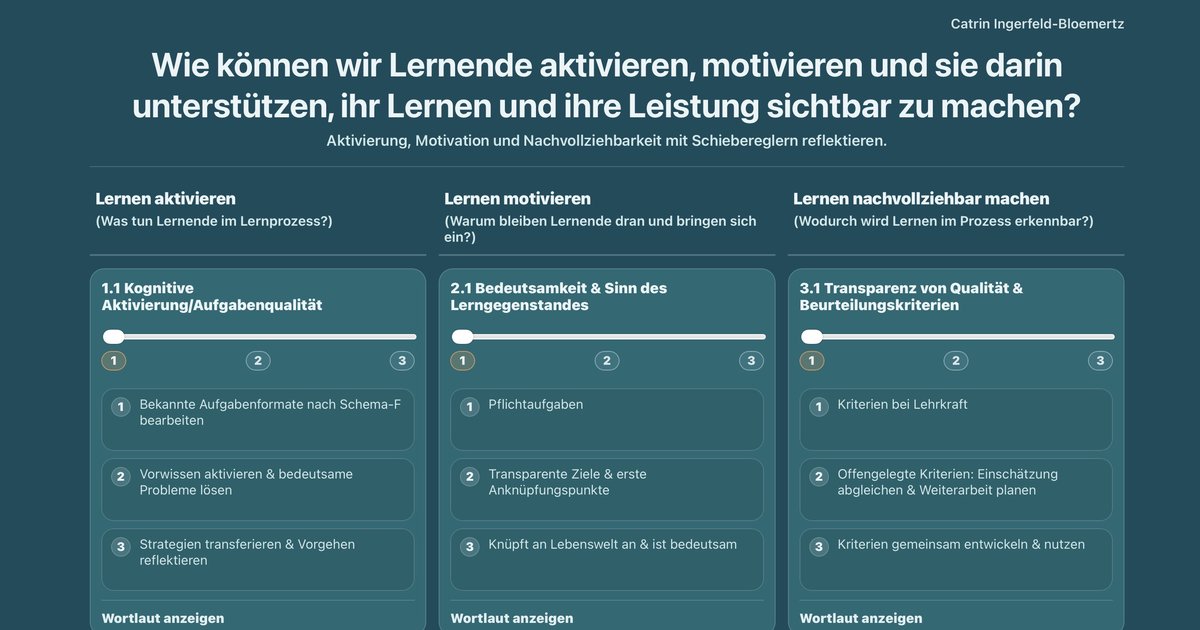 Catrin Ingerfeld-Bloemertz
Wie können wir Lernende aktivieren, motivieren und sie darin
unterstützen, ihr Lernen und ihre Leistung sichtbar zu machen?
Aktivierung, Motivation und Nachvollziehbarkeit mit Schiebereglern reflektieren.
Lernen aktivieren
(Was tun Lernende im Lernprozess?)
Lernen motivieren
(Warum bleiben Lernende dran und bringen sich
ein?)
Lernen nachvollziehbar machen
(Wodurch wird Lernen im Prozess erkennbar?)
1.1 Kognitive
Aktivierung/Aufgabenqualität
1 2 3
1 Bekannte Aufgabenformate nach Schema-F
bearbeiten
2 Vorwissen aktivieren & bedeutsame
Probleme lösen
3 Strategien transferieren & Vorgehen
reflektieren
Wortlaut anzeigen
2.1 Bedeutsamkeit & Sinn des
Lerngegenstandes
1 2 3
1 Pflichtaufgaben
2 Transparente Ziele & erste
Anknüpfungspunkte
3 Knüpft an Lebenswelt an & ist bedeutsam
Wortlaut anzeigen
3.1 Transparenz von Qualität &
Beurteilungskriterien
1 2 3
1 Kriterien bei Lehrkraft
2 Offengelegte Kriterien: Einschätzung
abgleichen & Weiterarbeit planen
3 Kriterien gemeinsam entwickeln & nutzen
Wortlaut anzeigen